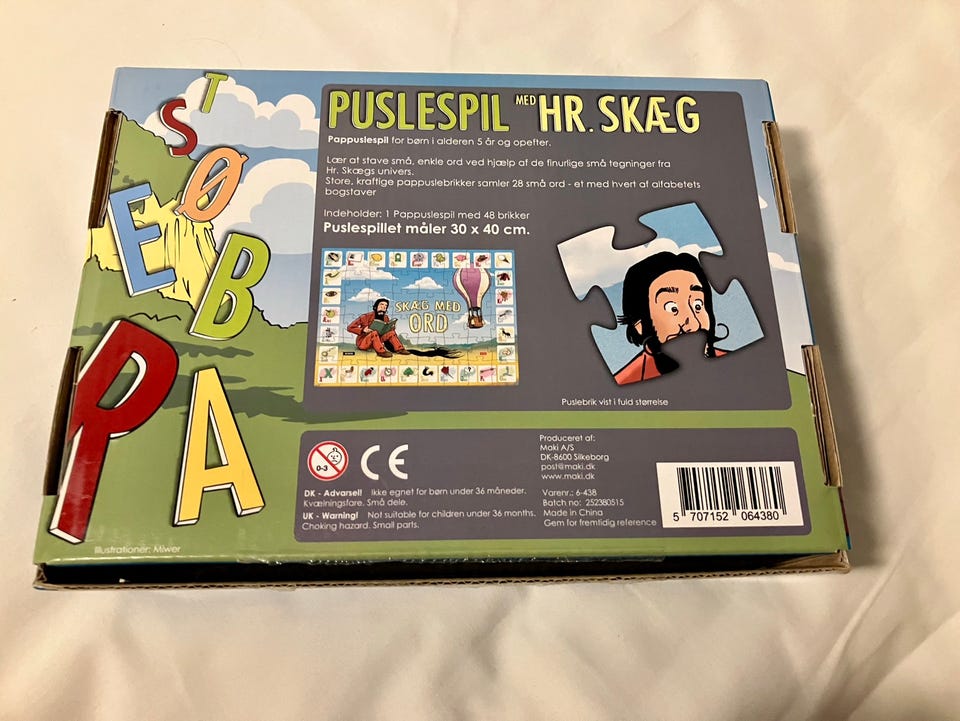 T
S
Ø
E
B
P
A
PUSLESPIL MED HR. SKÆG
Pappuslespil for børn i alderen 5 år og opefter.
Lær at stave små, enkle ord ved hjælp af de finurlige små tegninger fra
Hr. Skægs univers.
Store, kraftige pappuslebrikker samler 28 små ord - et med hvert af alfabetets
bogstaver
Indeholder: 1 Pappuslespil med 48 brikker
Puslespillet måler 30 x 40 cm.
SKÆG MED
ORD
Puslebrik vist i fuld størrelse
0-3
CE
DK - Advarsel! Ikke egnet for børn under 36 måneder.
Kvælningsfare. Små dele.
UK - Warning! Not suitable for children under 36 months.
Choking hazard. Small parts.
Produceret af:
Maki A/S
DK-8600 Silkeborg
post@maki.dk
www.maki.dk
Varenr.: 6-438
Batch no: 252380515
Made in China
Gem for fremtidig reference
5 707152 064380
Illustrationer: Miwer